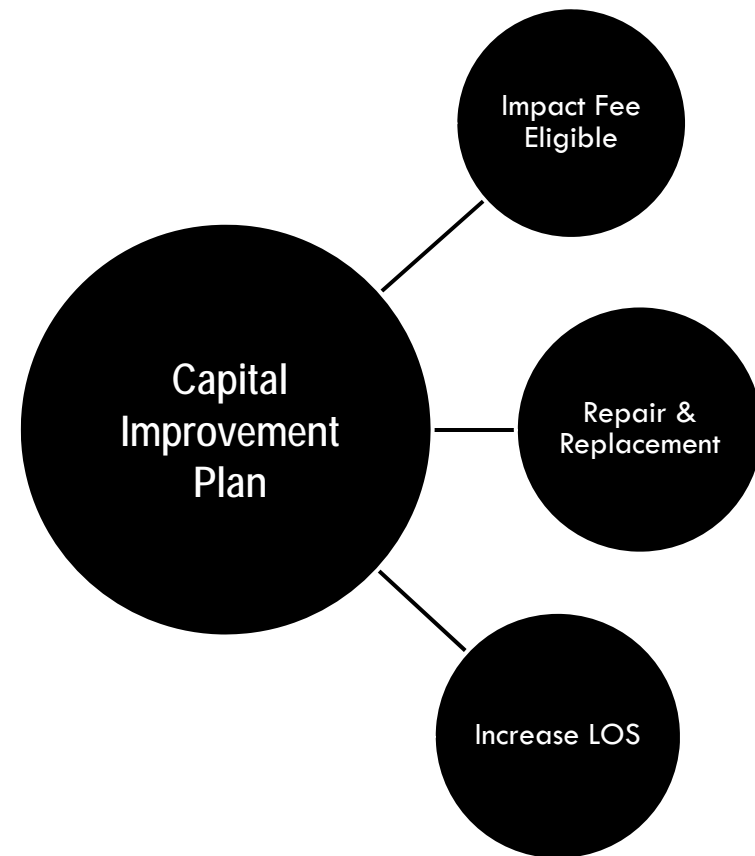 Impact Fee
Eligible
Capital
Improvement
Plan
Repair &
Replacement
Increase LOS